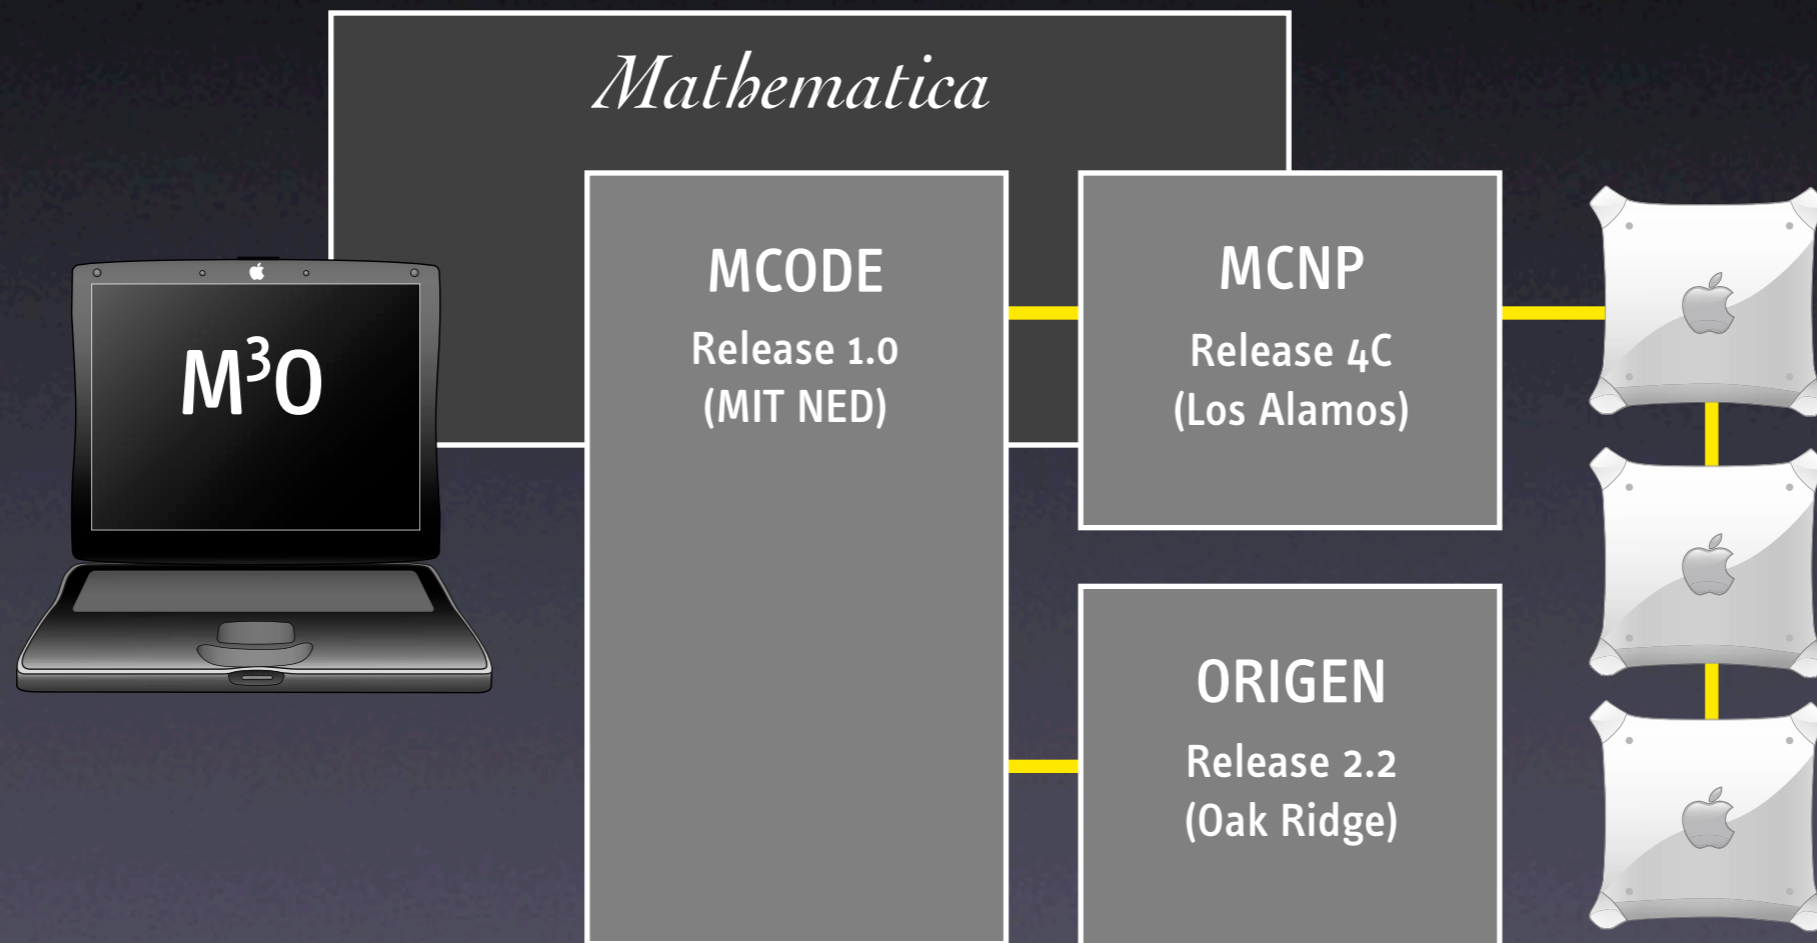 Mathematica
M³O
MCODE
Release 1.0
(MIT NED)
MCNP
Release 4C
(Los Alamos)
ORIGEN
Release 2.2
(Oak Ridge)